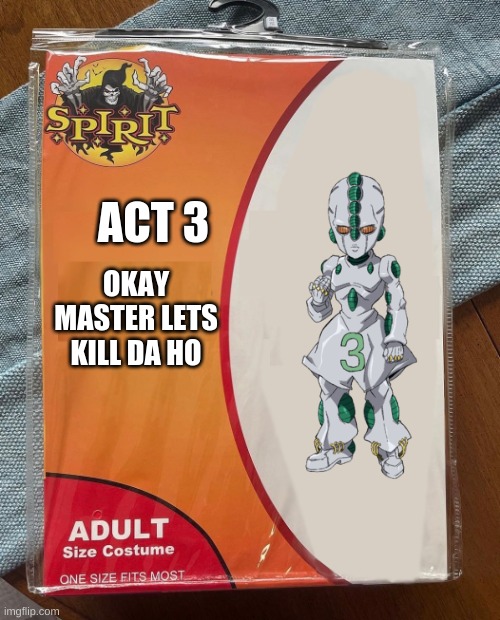 SPIRIT
ACT 3
OKAY
MASTER LETS
KILL DA HO
3
ADULT
Size Costume
ONE SIZE FITS MOST
imgflip.com